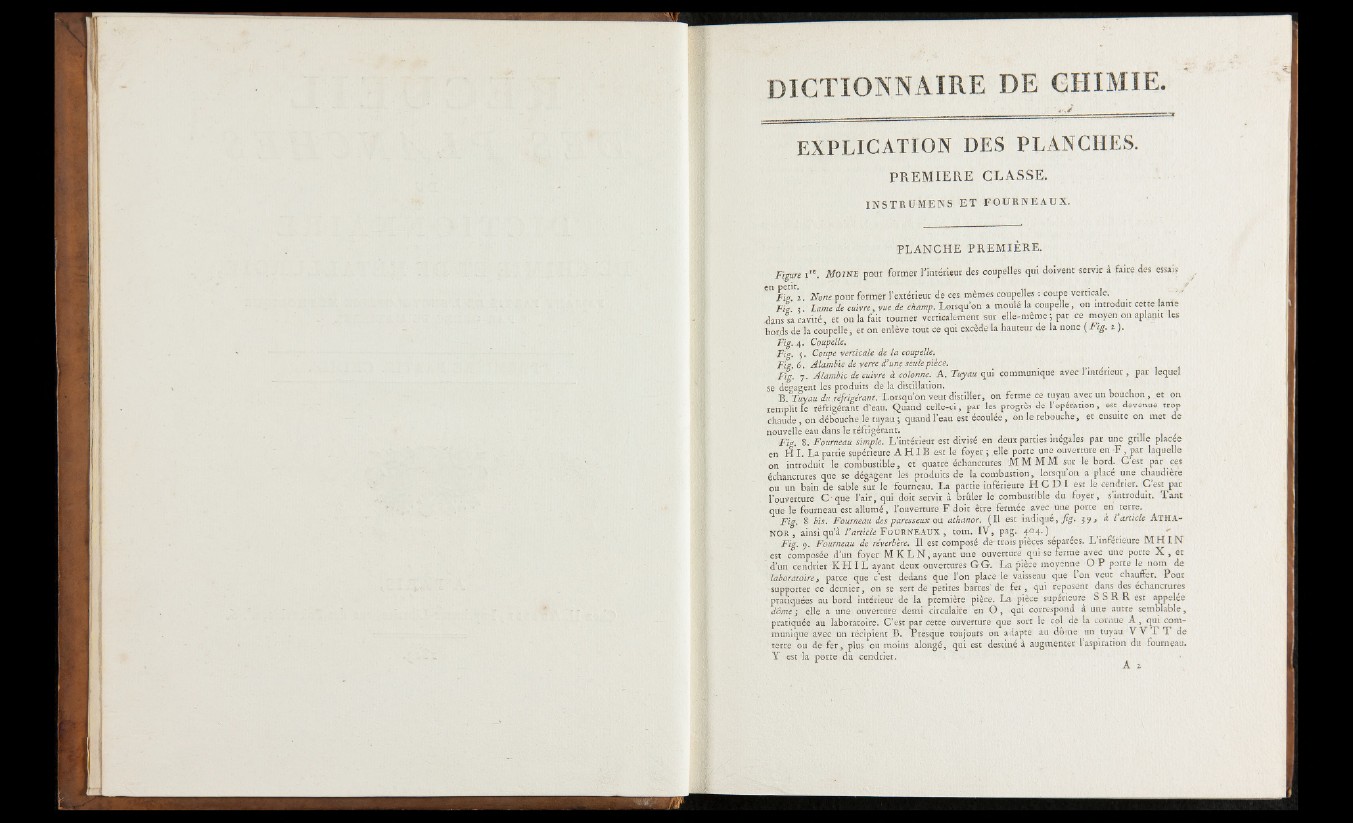 DICTIONNAIRE DE CHIMIE.
EXPLICATION DES PLANCHES.
PREMIERE CLASSE.
INSTRUMENS ET FOURNEAUX.
PLANCHE PREMIÈRE.
Figure 1re. MOINE pour former l'intérieur des coupelles qui doivent servir à faire des essais
en petit.
Fig. 2. None pour former l'extérieur de ces mêmes coupelles : coupe verticale.
Fig. 3. Lame de cuivre, vue de champ. Lorsqu'on a moulé la coupelle, on introduit cette lame
dans sa cavité, et on la fait tourner verticalement sur elle-même ; par ce moyen on aplanit les
bords de la coupelle, et on enlève tout ce qui excède la hauteur de la none (Fig. 2).
Fig. 4. Coupelle.
Fig. 5. Coupe verticale de la coupelle.
Fig. 6. Alambic de verre d'une seule pièce.
Fig. 7. Alambic de cuivre à colonne. A. Tuyau qui communique avec l'intérieur, par lequel
se dégagent les produits de la distillation.
B. Tuyau du réfrigérant. Lorsqu'on veut distiller, on ferme ce tuyau avec un bouchon, et on
remplit le réfrigérant d'eau. Quand celle-ci, par les progrès de l'opération, est devenue trop
chaude, on débouche le tuyau ; quand l'eau est écoulée, on le rebouche, et ensuite on met de
nouvelle eau dans le réfrigérant.
Fig. 8. Fourneau simple. L'intérieur est divisé en deux parties inégales par une grille placée
en H I. La partie supérieure A H I B est le foyer ; elle porte une ouverture en F, par laquelle
on introduit le combustible, et quatre échancrures M M M M sur le bord. C'est par ces
échancrures que se dégagent les produits de la combustion, lorsqu'on a placé une chaudière
ou un bain de sable sur le fourneau. La partie inférieure H C D I est le cendrier. C'est par
l'ouverture C que l'air, qui doit servir à brûler le combustible du foyer, s'introduit. Tant
que le fourneau est allumé, l'ouverture F doit être fermée avec une porte en terre.
Fig. 8 bis. Fourneau des paresseux ou athanor. (Il est indiqué, fig. 39, à l'article ATHA-
NOR, ainsi qu'à l'article FOURNEAUX, tom. IV, pag. 404.)
Fig. 9. Fourneau de réverbère. Il est composé de trois pièces séparées. L'inférieure M H I N
est composée d'un foyer M K L N, ayant une ouverture qui se ferme avec une porte X, et
d'un cendrier K H I L ayant deux ouvertures G G. La pièce moyenne O P porte le nom de
laboratoire, parce que c'est dedans que l'on place le vaisseau que l'on veut chauffer. Pour
supporter ce dernier, on se sert de petites barres de fer, qui reposent dans des échancrures
pratiquées au bord intérieur de la première pièce. La pièce supérieure S S R R est appelée
dôme ; elle a une ouverture demi circulaire en O, qui correspond à une autre semblable,
pratiquée au laboratoire. C'est par cette ouverture que sort le col de la cornue A, qui com-
munique avec un récipient B. Presque toujours on adapte au dôme un tuyau V V T T de
terre ou de fer, plus ou moins alongé, qui est destiné à augmenter l'aspiration du fourneau.
Y est la porte du cendrier.
A 2